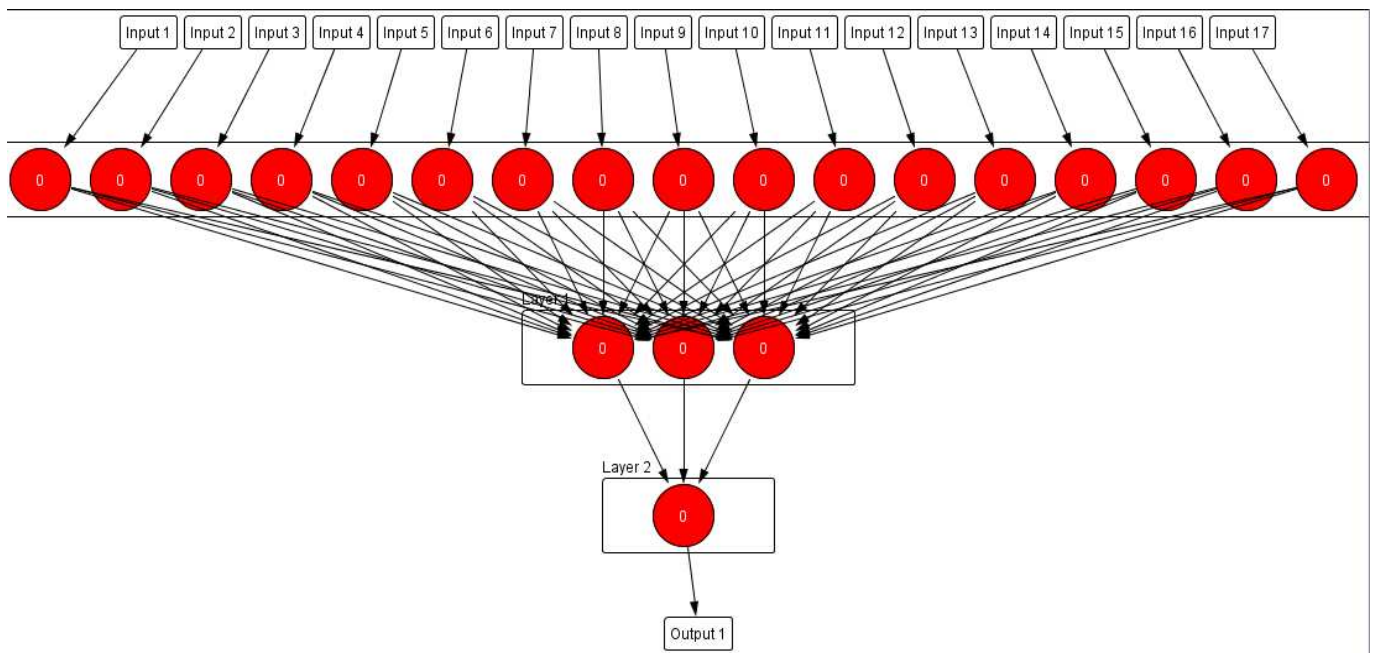 Input 1 Input 2 Input 3 Input 4 Input 5 Input 6 Input 7 Input 8 Input 9 Input 10 Input 11 Input 12 Input 13 Input 14 Input 15 Input 16 Input 17
0 0 0 0 0 0 0 0 0 0 0 0 0 0 0 0 0
Layer 1
0 0 0
Layer 2
0
Output 1